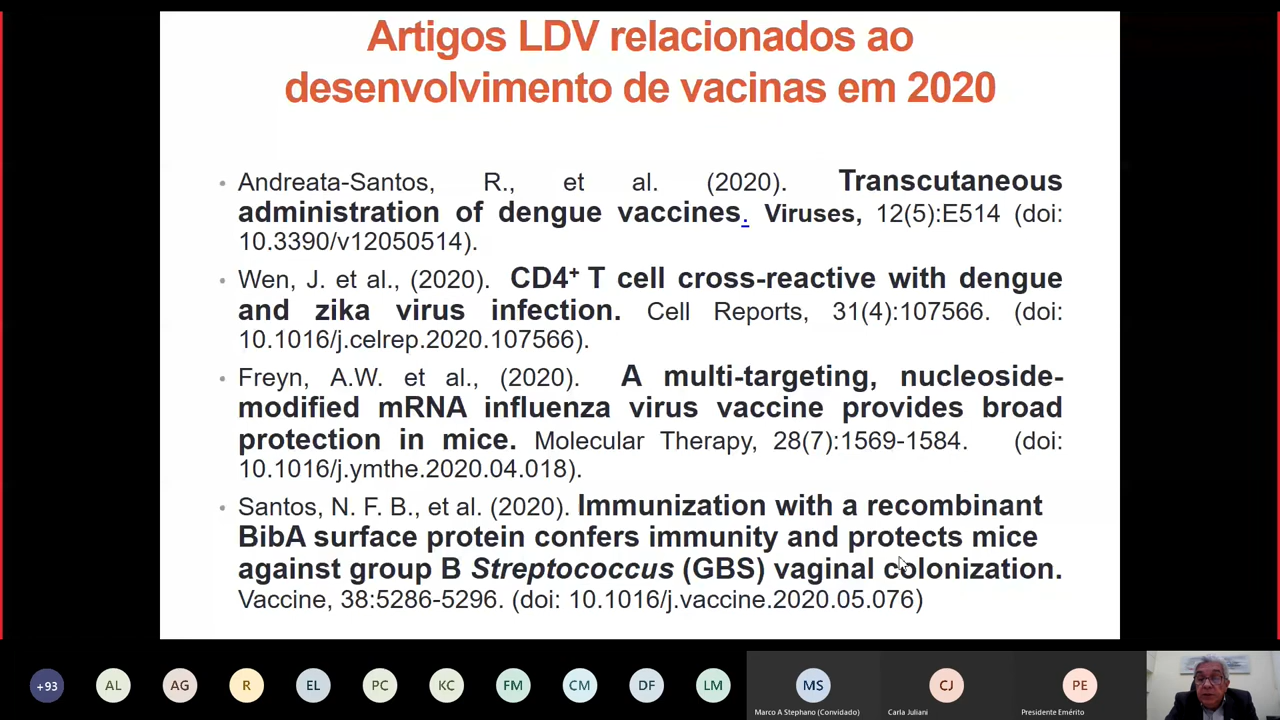 Artigos LDV relacionados ao
desenvolvimento de vacinas em 2020
• Andreata-Santos, R., et al. (2020). Transcutaneous
administration of dengue vaccines. Viruses, 12(5):E514 (doi:
10.3390/v12050514).
• Wen, J. et al., (2020). CD4⁺ T cell cross-reactive with dengue
and zika virus infection. Cell Reports, 31(4):107566. (doi:
10.1016/j.celrep.2020.107566).
• Freyn, A.W. et al., (2020). A multi-targeting, nucleoside-
modified mRNA influenza virus vaccine provides broad
protection in mice. Molecular Therapy, 28(7):1569-1584. (doi:
10.1016/j.ymthe.2020.04.018).
• Santos, N. F. B., et al. (2020). Immunization with a recombinant
BibA surface protein confers immunity and protects mice
against group B Streptococcus (GBS) vaginal colonization.
Vaccine, 38:5286-5296. (doi: 10.1016/j.vaccine.2020.05.076)
+93 AL AG R EL PC KC FM CM DF LM MS CJ PE
Marco A Stephano (Convidado) Carla Juliani Presidente Emérito